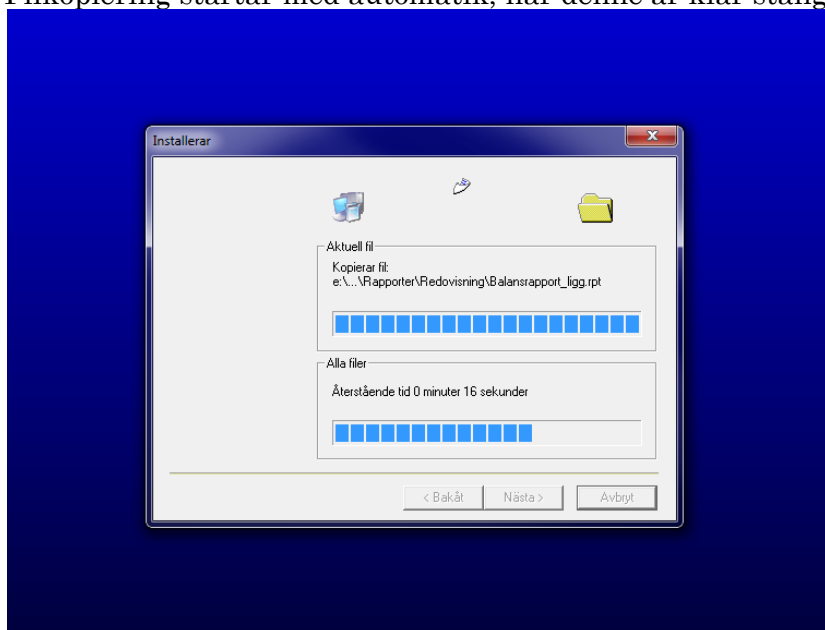 Filkopiering startar med automatik, när denne är klar stäng
Installerar
Aktuell fil
Kopierar fil:
e:\...\Rapporter\Redovisning\Balansrapport_ligg.rpt
Alla filer
Återstående tid 0 minuter 16 sekunder
< Bakåt
Nästa >
Avbryt